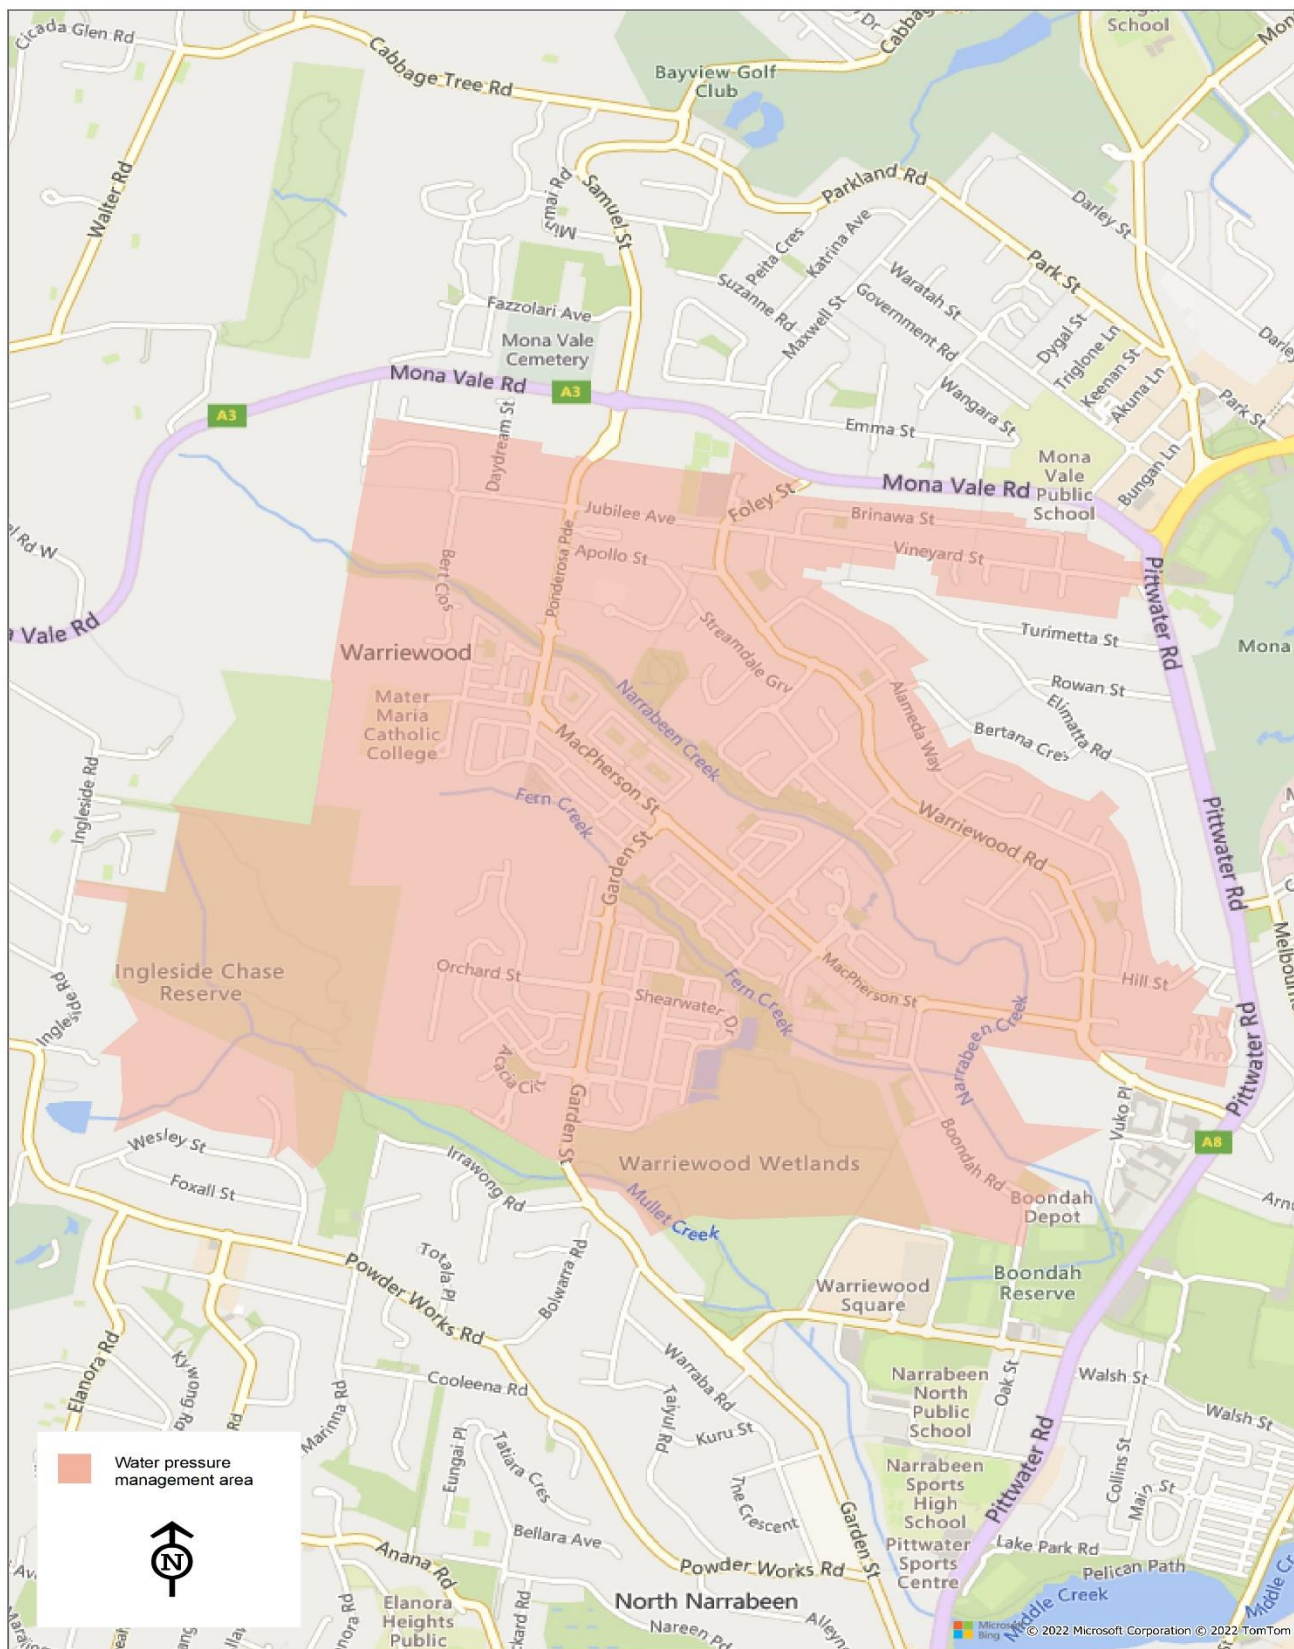 Cicada Glen Rd
Cabbage Tree Rd
Bayview Golf
Club
School
Walter Rd
Samuel St
Parkland Rd
Darley St
Peita Cres
Katrina Ave
Park St
Suzanne Rd
Waratah St
Fazzolari Ave
Maxwell St
Government Rd
Dygal St
Triglone Ln
Keenan St
Akuna Ln
Mona Vale
Cemetery
Mona Vale Rd
A3
A3
Wangara St
Park St
Daydream St
Emma St
Mona
Vale
Public
School
Bungan Ln
Mona Vale Rd
Foley St
Jubilee Ave
Brinawa St
Vineyard St
Apollo St
Ponderosa Pde
Bert Clos
Pittwater Rd
Vale Rd
Turimetta St
Mona
Warriewood
Streamdale Grv
Rowan St
Elimatta Rd
Alameda Way
Mater
Maria
Catholic
College
Narrabeen Creek
Bertana Cres
MacPherson St
Ingleside Rd
Fern Creek
Warriewood Rd
Pittwater Rd
Garden St
Ingleside Chase
Reserve
Orchard St
MacPherson St
Hill St
Shearwater Dr
Fern Creek
Narrabeen Creek
Ingleside Rd
Pittwater Rd
Acacia Cir
Garden St
Narrabeen Creek
Vuko Pl
Boondah Rd
A8
Wesley St
Irrawong Rd
Warriewood Wetlands
Foxall St
Mullet Creek
Boondah
Depot
Totala Pl
Bolwarra Rd
Boondah
Reserve
Powder Works Rd
Warriewood
Square
Elanora Rd
Kywong Rd
Warraba Rd
Cooleena Rd
Narrabeen
North
Public
School
Oak St
Walsh St
Marinna Rd
Taiyul Rd
Walsh St
Kuru St
Eungai Pl
Tatiara Cres
Pittwater Rd
Collins St
Main St
Narrabeen
Sports
High
School
The Crescent
Water pressure
management area
N
Bellara Ave
Garden St
Pittwater
Sports
Centre
Lake Park Rd
Anana Rd
Powder Works Rd
Pelican Path
Middle Creek
North Narrabeen
Elanora
Heights
Public
Nareen Pd
© 2022 Microsoft Corporation © 2022 TomTom